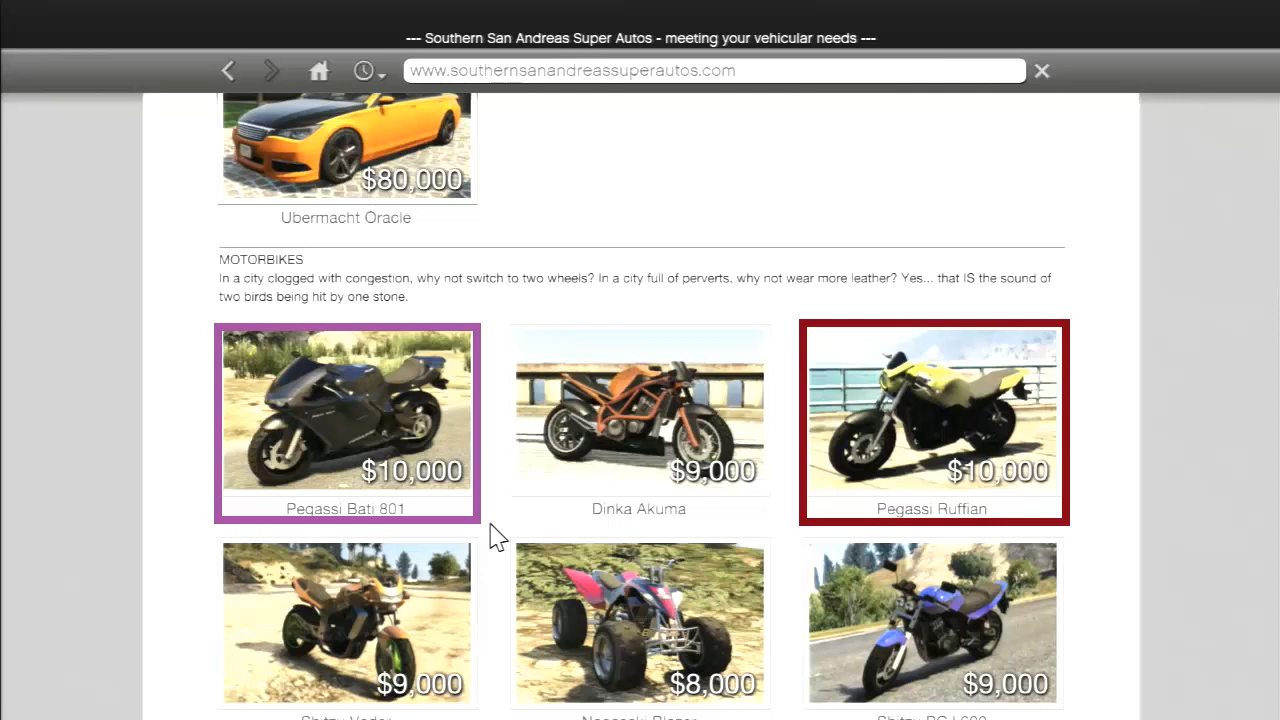 --- Southern San Andreas Super Autos - meeting your vehicular needs ---
www.southernsanandreassuperautos.com
$80,000
Ubermacht Oracle
MOTORBIKES
In a city clogged with congestion, why not switch to two wheels? In a city full of perverts, why not wear more leather? Yes... that IS the sound of
two birds being hit by one stone.
$10,000
$9,000
$10,000
Pegassi Bati 801
Dinka Akuma
Pegassi Ruffian
$9,000
$8,000
$9,000